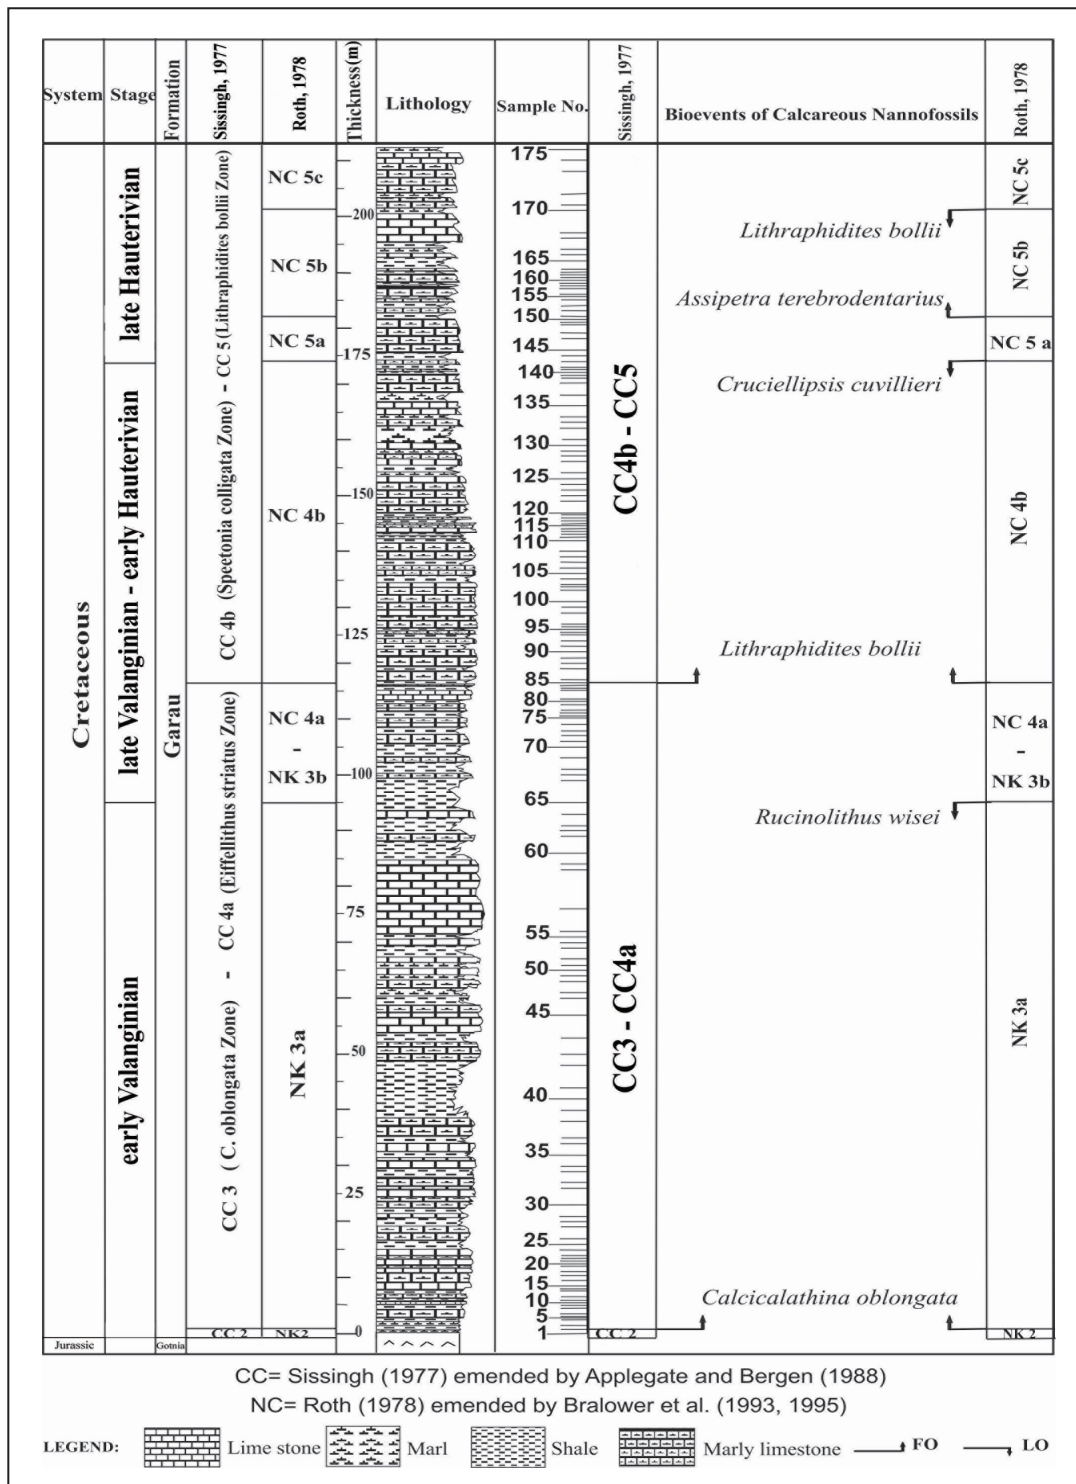 System
Stage
Formation
Sissingh, 1977
Roth, 1978
Thickness(m)
Lithology
Sample No.
Sissingh, 1977
Bioevents of Calcareous Nannofossils
Roth, 1978
Cretaceous
Jurassic
late Hauterivian
late Valanginian - early Hauterivian
early Valanginian
Garau
Gotnia
CC 4b (Speetonia colligata Zone) - CC 5 (Lithraphidites bollii Zone)
CC 3 ( C. oblongata Zone) - CC 4a (Eiffellithus striatus Zone)
CC 2
NC 5c
NC 5b
NC 5a
NC 4b
NC 4a
-
NK 3b
NK 3a
NK2
200
175
150
125
100
75
50
25
0
175
170
165
160
155
150
145
140
135
130
125
120
115
110
105
100
95
90
85
80
75
70
65
60
55
50
45
40
35
30
25
20
15
10
5
1
CC4b - CC5
CC3 - CC4a
CC 2
Lithraphidites bollii
Assipetra terebrodentarius
Cruciellipsis cuvillieri
Lithraphidites bollii
Rucinolithus wisei
Calcicalathina oblongata
NC 5c
NC 5b
NC 5 a
NC 4b
NC 4a
-
NK 3b
NK 3a
NK 2
CC= Sissingh (1977) emended by Applegate and Bergen (1988)
NC= Roth (1978) emended by Bralower et al. (1993, 1995)
LEGEND: Lime stone Marl Shale Marly limestone FO LO